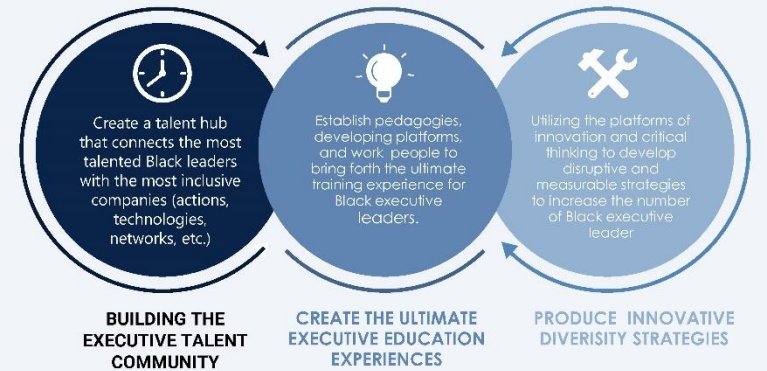 Create a talent hub
that connects the most
talented Black leaders
with the most inclusive
companies (actions,
technologies,
networks, etc.)
BUILDING THE
EXECUTIVE TALENT
COMMUNITY
Establish pedagogies,
developing platforms,
and work people to
bring forth the ultimate
training experience for
Black executive
leaders.
CREATE THE ULTIMATE
EXECUTIVE EDUCATION
EXPERIENCES
Utilizing the platforms of
innovation and critical
thinking to develop
disruptive and
measurable strategies
to increase the number
of Black executive
leader
PRODUCE INNOVATIVE
DIVERISITY STRATEGIES